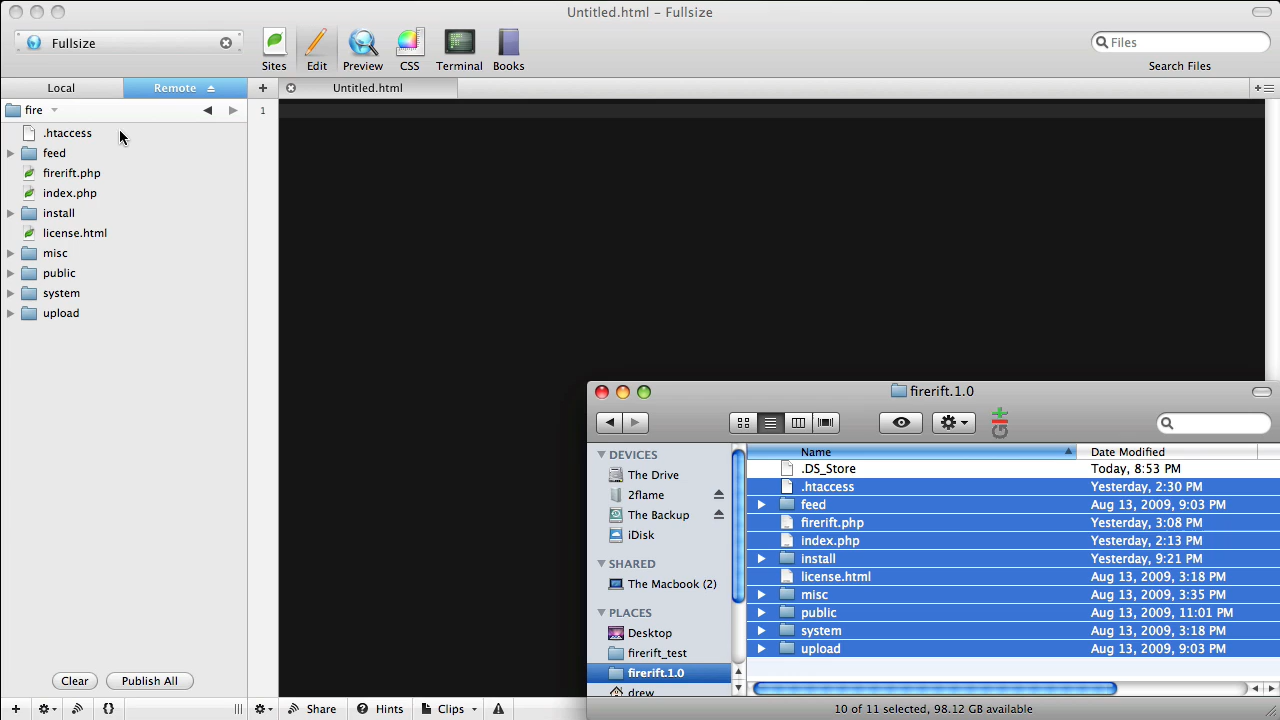 Untitled.html – Fullsize
Fullsize
Sites
Edit
Preview
CSS
Terminal
Books
Files
Search Files
Local
Remote
Untitled.html
fire
1
.htaccess
feed
firerift.php
index.php
install
license.html
misc
public
system
upload
Clear
Publish All
Share
Hints
Clips
firerift.1.0
DEVICES
The Drive
2flame
The Backup
iDisk
SHARED
The Macbook (2)
PLACES
Desktop
firerift_test
firerift.1.0
drew
Name Date Modified
.DS_Store Today, 8:53 PM
.htaccess Yesterday, 2:30 PM
feed Aug 13, 2009, 9:03 PM
firerift.php Yesterday, 3:08 PM
index.php Yesterday, 2:13 PM
install Yesterday, 9:21 PM
license.html Aug 13, 2009, 3:18 PM
misc Aug 13, 2009, 3:35 PM
public Aug 13, 2009, 11:01 PM
system Aug 13, 2009, 3:18 PM
upload Aug 13, 2009, 9:03 PM
10 of 11 selected, 98.12 GB available